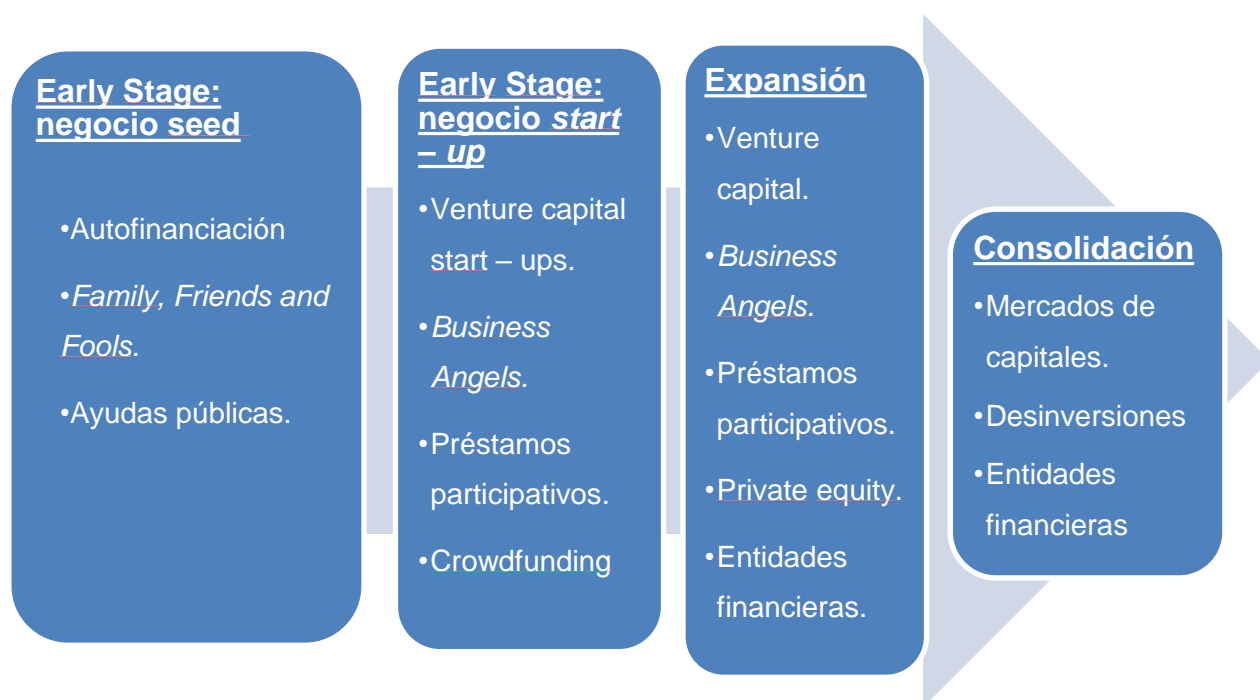 Early Stage:
negocio seed
•Autofinanciación
•Family, Friends and
Fools.
•Ayudas públicas.
Early Stage:
negocio start
– up
•Venture capital
start – ups.
•Business
Angels.
•Préstamos
participativos.
•Crowdfunding
Expansión
•Venture
capital.
•Business
Angels.
•Préstamos
participativos.
•Private equity.
•Entidades
financieras.
Consolidación
•Mercados de
capitales.
•Desinversiones
•Entidades
financieras